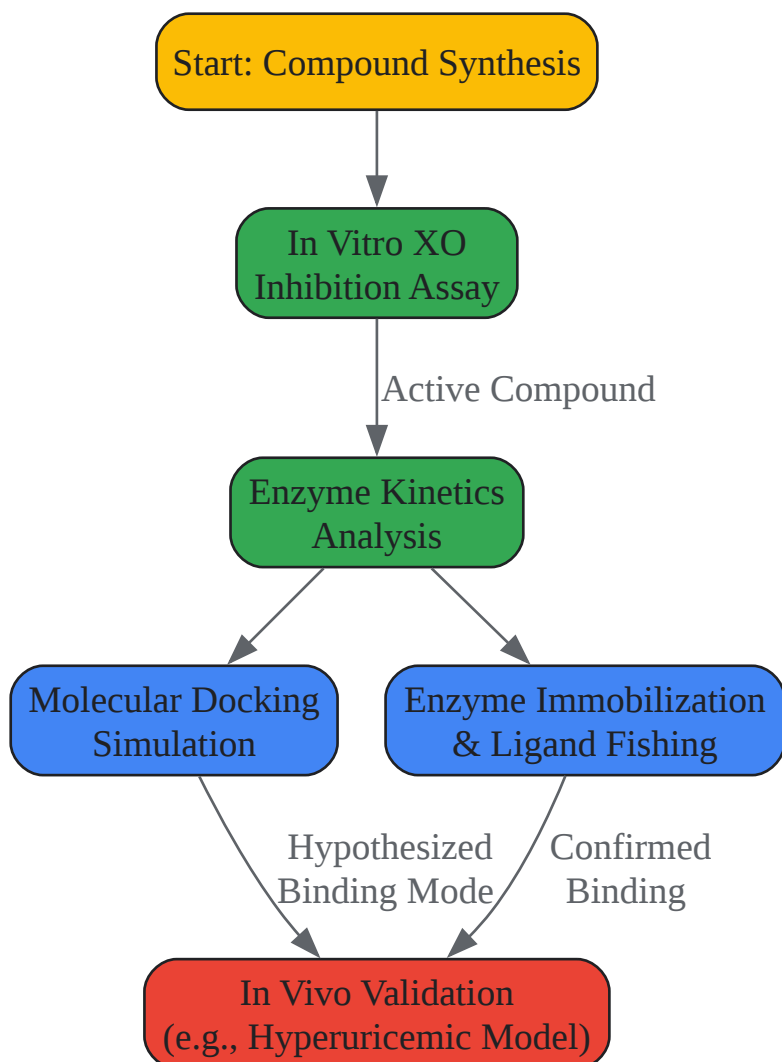 Start: Compound Synthesis
In Vitro XO
Inhibition Assay
Active Compound
Enzyme Kinetics
Analysis
Molecular Docking
Simulation
Enzyme Immobilization
& Ligand Fishing
Hypothesized
Binding Mode
Confirmed
Binding
In Vivo Validation
(e.g., Hyperuricemic Model)